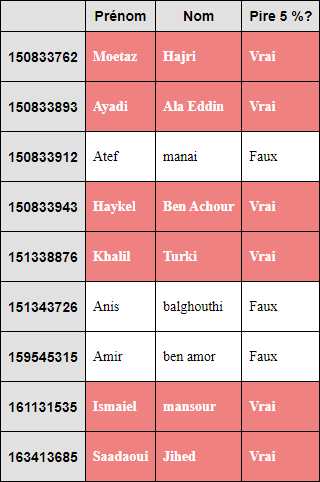 Prénom Nom Pire 5 %?
150833762 Moetaz Hajri Vrai
150833893 Ayadi Ala Eddin Vrai
150833912 Atef manai Faux
150833943 Haykel Ben Achour Vrai
151338876 Khalil Turki Vrai
151343726 Anis balghouthi Faux
159545315 Amir ben amor Faux
161131535 Ismaiel mansour Vrai
163413685 Saadaoui Jihed Vrai